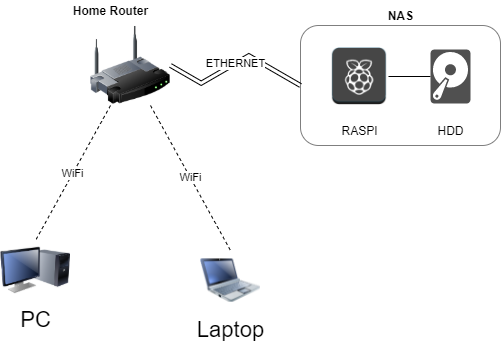 Home Router
NAS
ETHERNET
RASPI
HDD
WiFi
WiFi
PC
Laptop